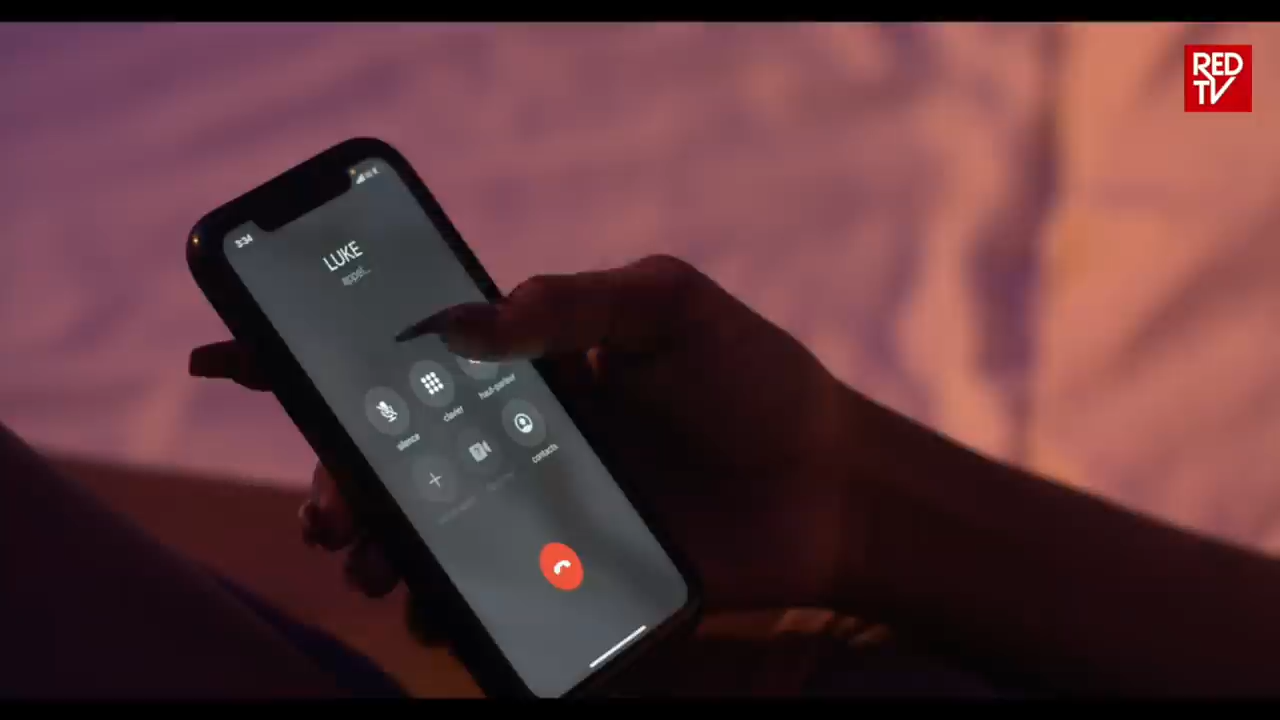 RED
TV
3:34
LUKE
appel...
silence
clavier
haut-parleur
contacts